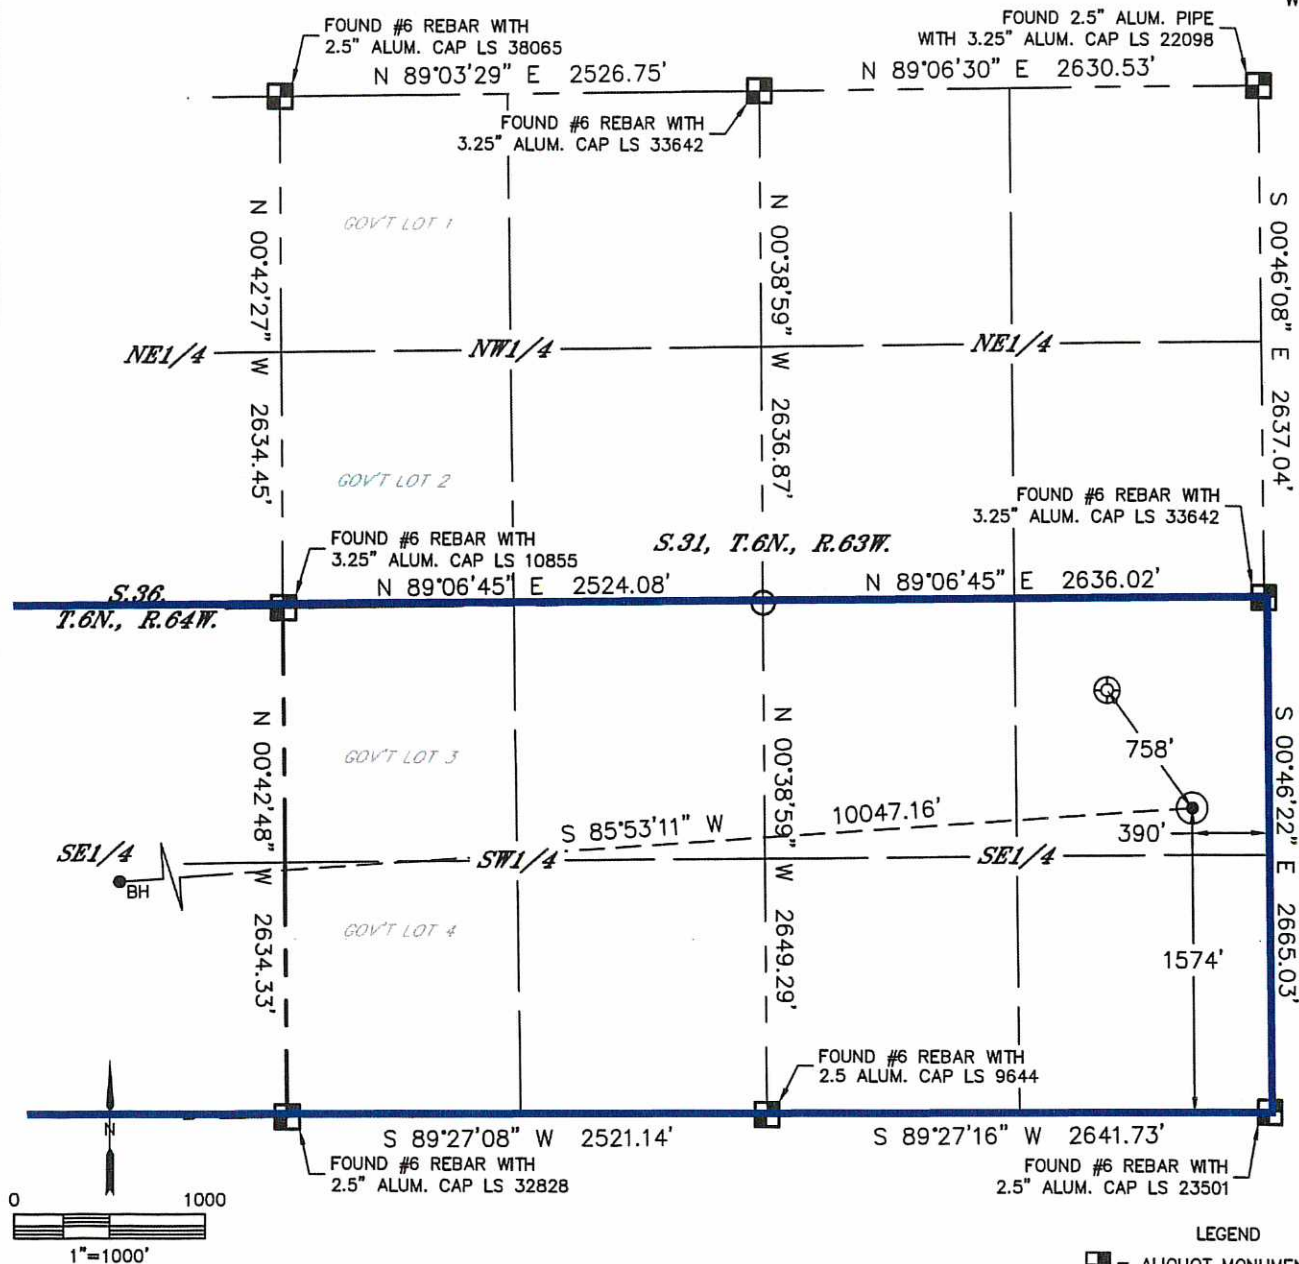 W
FOUND #6 REBAR WITH
2.5" ALUM. CAP LS 38065
FOUND 2.5" ALUM. PIPE
WITH 3.25" ALUM. CAP LS 22098
N 89°03'29" E 2526.75'
N 89°06'30" E 2630.53'
FOUND #6 REBAR WITH
3.25" ALUM. CAP LS 33642
GOV'T LOT 1
N 00°42'27" W 2634.45'
N 00°38'59" W 2636.87'
S 00°46'08" E 2637.04'
NE1/4
NW1/4
NE1/4
GOV'T LOT 2
FOUND #6 REBAR WITH
3.25" ALUM. CAP LS 33642
FOUND #6 REBAR WITH
3.25" ALUM. CAP LS 10855
S.31, T.6N., R.63W.
N 89°06'45" E 2524.08'
N 89°06'45" E 2636.02'
S.36,
T.6N., R.64W.
N 00°42'48" W 2634.33'
N 00°38'59" W 2649.29'
S 00°46'22" E 2665.03'
GOV'T LOT 3
758'
S 85°53'11" W 10047.16'
390'
SE1/4
SW1/4
SE1/4
BH
GOV'T LOT 4
1574'
FOUND #6 REBAR WITH
2.5 ALUM. CAP LS 9644
N
S 89°27'08" W 2521.14'
S 89°27'16" W 2641.73'
FOUND #6 REBAR WITH
2.5" ALUM. CAP LS 32828
FOUND #6 REBAR WITH
2.5" ALUM. CAP LS 23501
0 1000
1"=1000'
LEGEND
= ALIQUOT MONUMEN